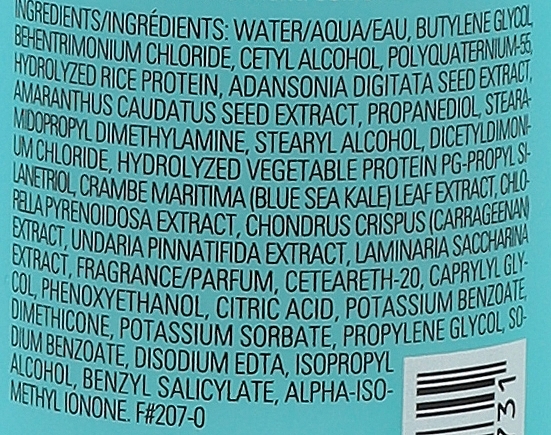 INGREDIENTS/INGRÉDIENTS: WATER/AQUA/EAU, BUTYLENE GLYCOL,
BEHENTRIMONIUM CHLORIDE, CETYL ALCOHOL, POLYQUATERNIUM-55,
HYDROLYZED RICE PROTEIN, ADANSONIA DIGITATA SEED EXTRACT,
AMARANTHUS CAUDATUS SEED EXTRACT, PROPANEDIOL, STEARA-
MIDOPROPYL DIMETHYLAMINE, STEARYL ALCOHOL, DICETYLDIMONI-
UM CHLORIDE, HYDROLYZED VEGETABLE PROTEIN PG-PROPYL SI-
LANETRIOL, CRAMBE MARITIMA (BLUE SEA KALE) LEAF EXTRACT, CHLO-
RELLA PYRENOIDOSA EXTRACT, CHONDRUS CRISPUS (CARRAGEENAN)
EXTRACT, UNDARIA PINNATIFIDA EXTRACT, LAMINARIA SACCHARINA
EXTRACT, FRAGRANCE/PARFUM, CETEARETH-20, CAPRYLYL GLY-
COL, PHENOXYETHANOL, CITRIC ACID, POTASSIUM BENZOATE,
DIMETHICONE, POTASSIUM SORBATE, PROPYLENE GLYCOL, SO-
DIUM BENZOATE, DISODIUM EDTA, ISOPROPYL
ALCOHOL, BENZYL SALICYLATE, ALPHA-ISO-
METHYL IONONE. F#207-0
731